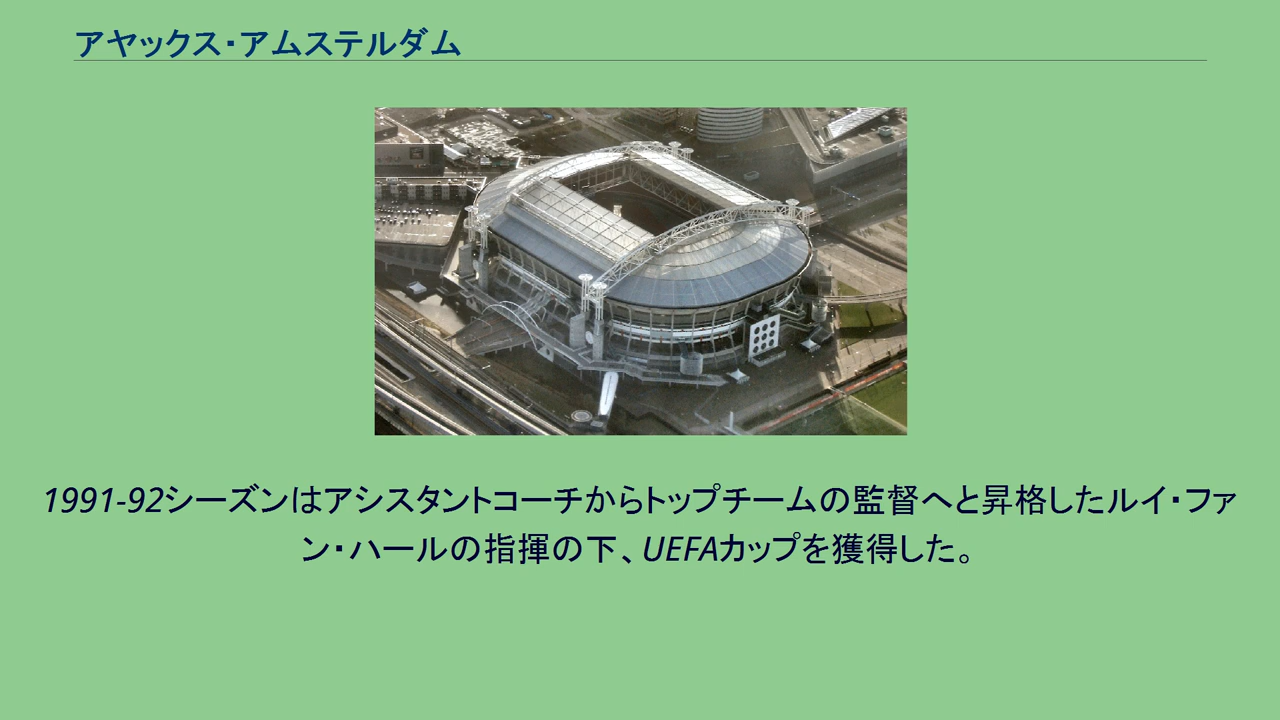 アヤックス・アムステルダム
1991-92シーズンはアシスタントコーチからトップチームの監督へと昇格したルイ・ファ
ン・ハールの指揮の下、UEFAカップを獲得した。